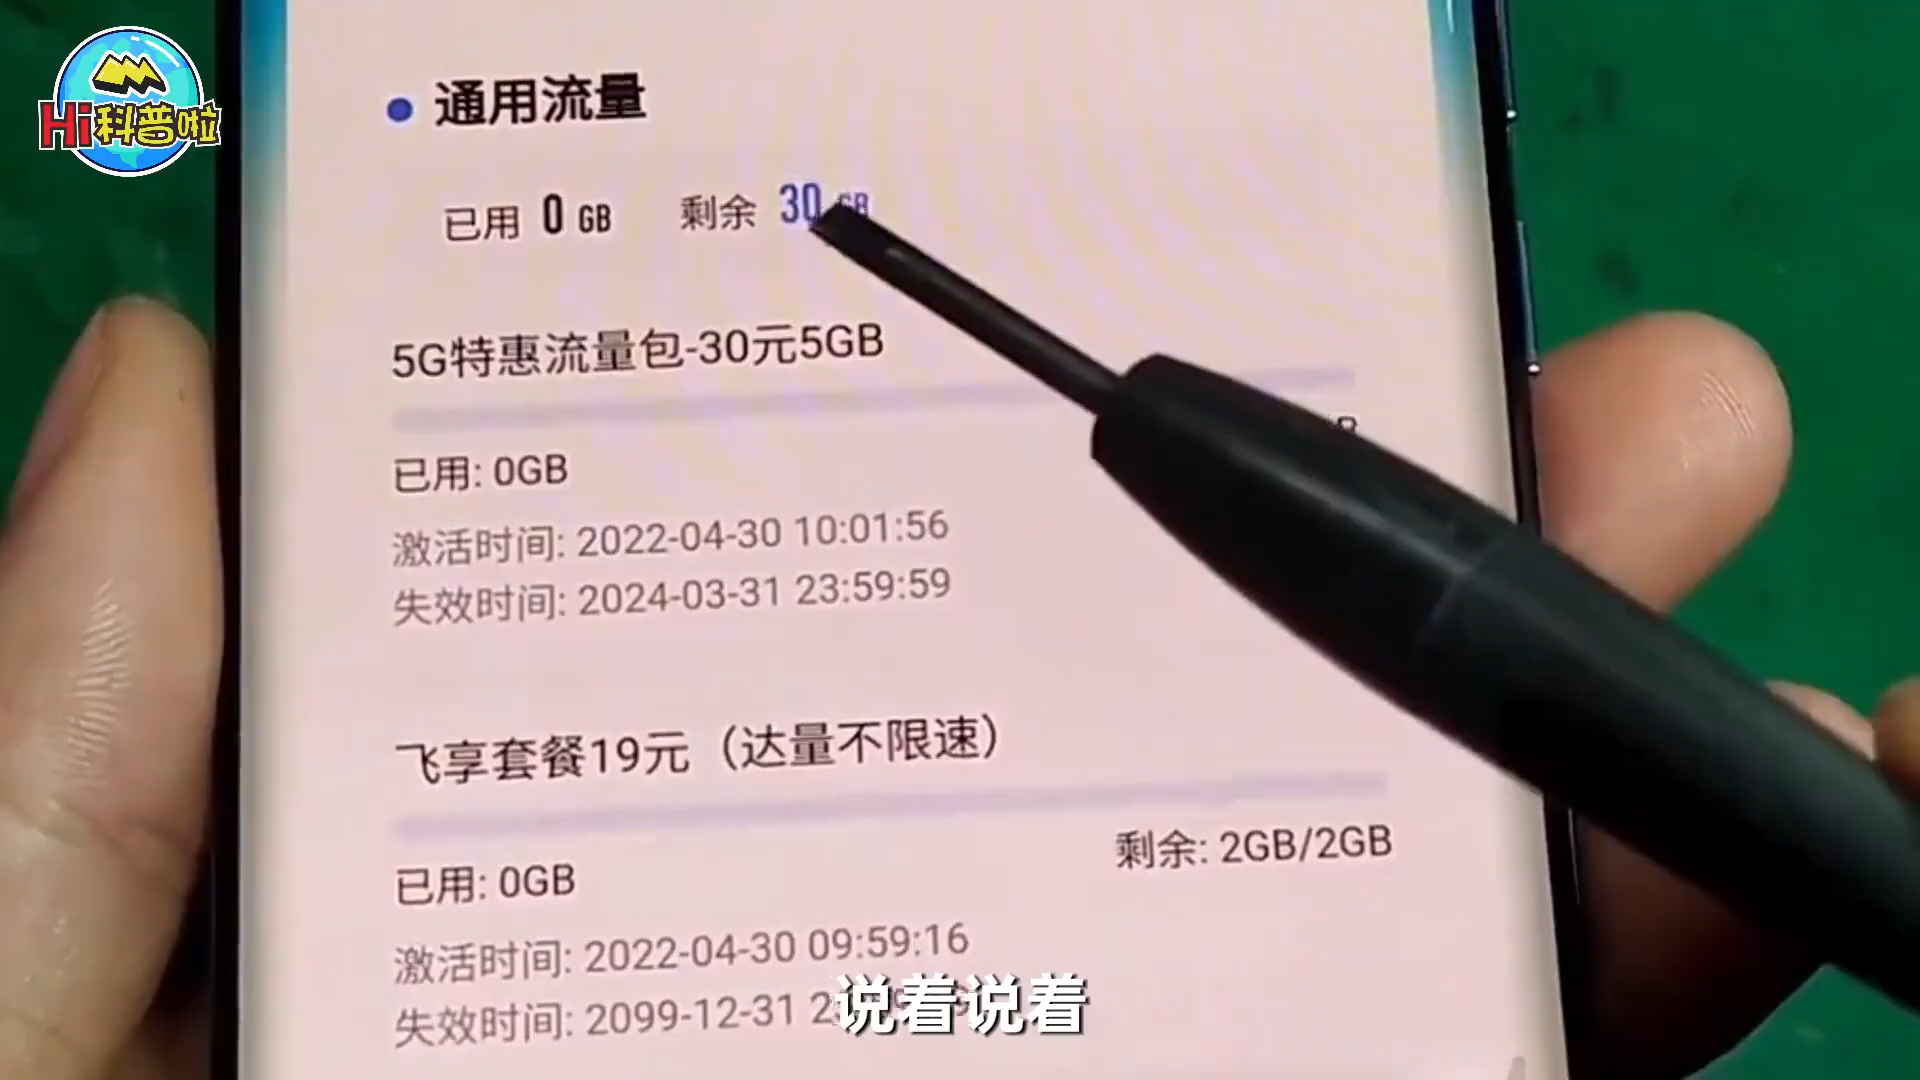 Hi科普啦
通用流量
已用 0 GB 剩余 30 GB
5G特惠流量包-30元5GB
已用: 0GB
激活时间: 2022-04-30 10:01:56
失效时间: 2024-03-31 23:59:59
飞享套餐19元（达量不限速）
已用: 0GB 剩余: 2GB/2GB
激活时间: 2022-04-30 09:59:16
失效时间: 2099-12-31
说着说着